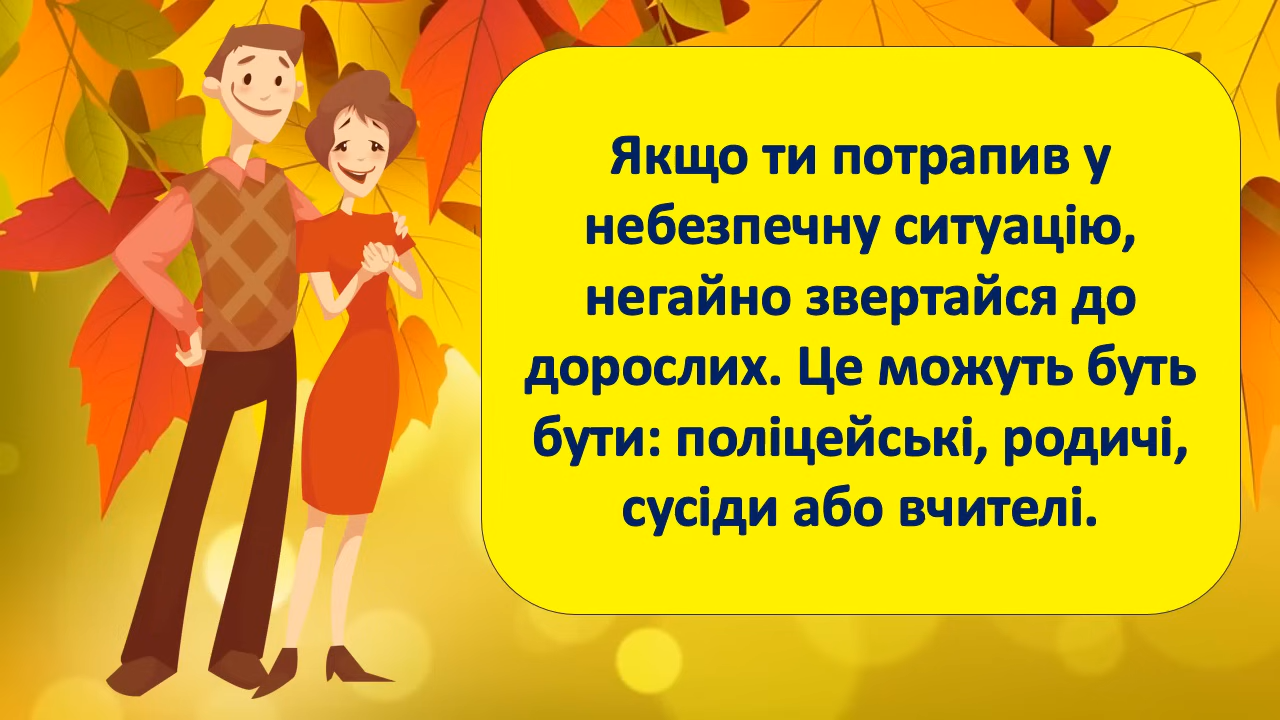 Якщо ти потрапив у
небезпечну ситуацію,
негайно звертайся до
дорослих. Це можуть буть
бути: поліцейські, родичі,
сусіди або вчителі.